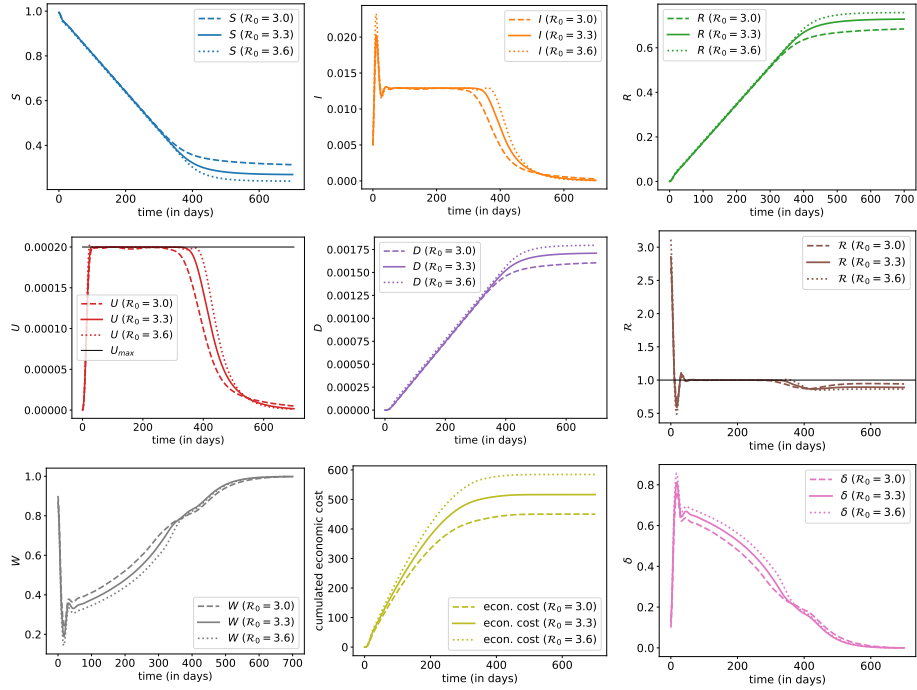 S (R₀ = 3.0)
S (R₀ = 3.3)
S (R₀ = 3.6)
1.0
0.8
0.6
0.4
S
0 200 400 600
time (in days)
I (R₀ = 3.0)
I (R₀ = 3.3)
I (R₀ = 3.6)
0.020
0.015
0.010
0.005
0.000
I
0 200 400 600
time (in days)
R (R₀ = 3.0)
R (R₀ = 3.3)
R (R₀ = 3.6)
0.6
0.4
0.2
0.0
R
0 100 200 300 400 500 600 700
time (in days)
0.00020
0.00015
0.00010
0.00005
0.00000
U
U (R₀ = 3.0)
U (R₀ = 3.3)
U (R₀ = 3.6)
Uₘₐₓ
0 200 400 600
time (in days)
D (R₀ = 3.0)
D (R₀ = 3.3)
D (R₀ = 3.6)
0.00175
0.00150
0.00125
0.00100
0.00075
0.00050
0.00025
0.00000
D
0 200 400 600
time (in days)
R (R₀ = 3.0)
R (R₀ = 3.3)
R (R₀ = 3.6)
3.0
2.5
2.0
1.5
1.0
0.5
R
0 200 400 600
time (in days)
1.0
0.8
0.6
0.4
0.2
W
W (R₀ = 3.0)
W (R₀ = 3.3)
W (R₀ = 3.6)
0 100 200 300 400 500 600 700
time (in days)
600
500
400
300
200
100
0
cumulated economic cost
econ. cost (R₀ = 3.0)
econ. cost (R₀ = 3.3)
econ. cost (R₀ = 3.6)
0 200 400 600
time (in days)
δ (R₀ = 3.0)
δ (R₀ = 3.3)
δ (R₀ = 3.6)
0.8
0.6
0.4
0.2
0.0
δ
0 200 400 600
time (in days)